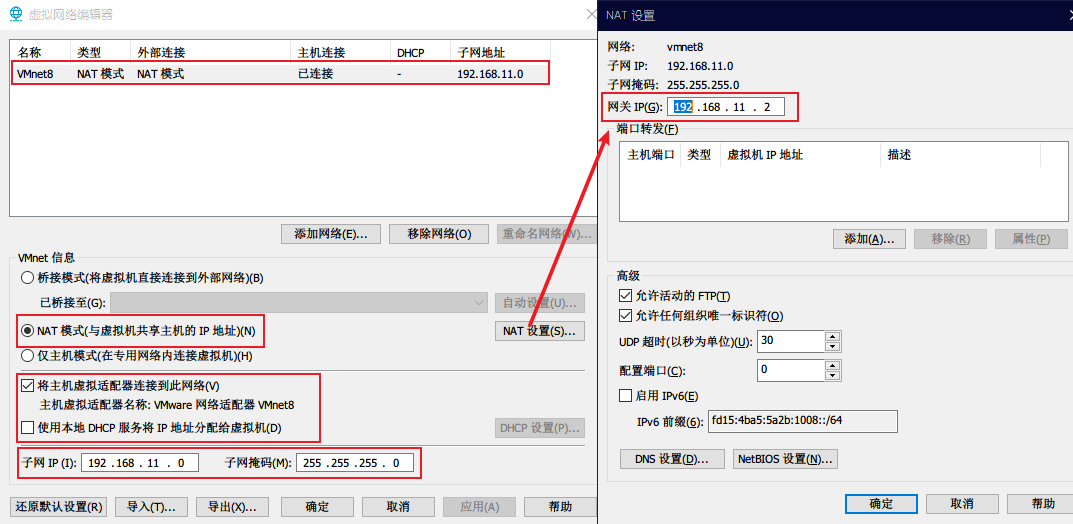 虚拟网络编辑器
名称 类型 外部连接 主机连接 DHCP 子网地址
VMnet8 NAT 模式 NAT 模式 已连接 - 192.168.11.0
添加网络(E)... 移除网络(O) 重命名网络(W)...
VMnet 信息
桥接模式(将虚拟机直接连接到外部网络)(B)
已桥接至(G): 自动设置(U)...
NAT 模式(与虚拟机共享主机的 IP 地址)(N) NAT 设置(S)...
仅主机模式(在专用网络内连接虚拟机)(H)
将主机虚拟适配器连接到此网络(V)
主机虚拟适配器名称: VMware 网络适配器 VMnet8
使用本地 DHCP 服务将 IP 地址分配给虚拟机(D) DHCP 设置(P)...
子网 IP (I): 192 .168 . 11 . 0 子网掩码(M): 255 .255 .255 . 0
还原默认设置(R) 导入(T)... 导出(X)... 确定 取消 应用(A) 帮助
NAT 设置
网络: vmnet8
子网 IP: 192.168.11.0
子网掩码: 255.255.255.0
网关 IP(G): 192 .168 . 11 . 2
端口转发(F)
主机端口 类型 虚拟机 IP 地址 描述
添加(A)... 移除(R) 属性(P)
高级
允许活动的 FTP(T)
允许任何组织唯一标识符(O)
UDP 超时(以秒为单位)(U): 30
配置端口(C): 0
启用 IPv6(E)
IPv6 前缀(6): fd15:4ba5:5a2b:1008::/64
DNS 设置(D)... NetBIOS 设置(N)...
确定 取消 帮助